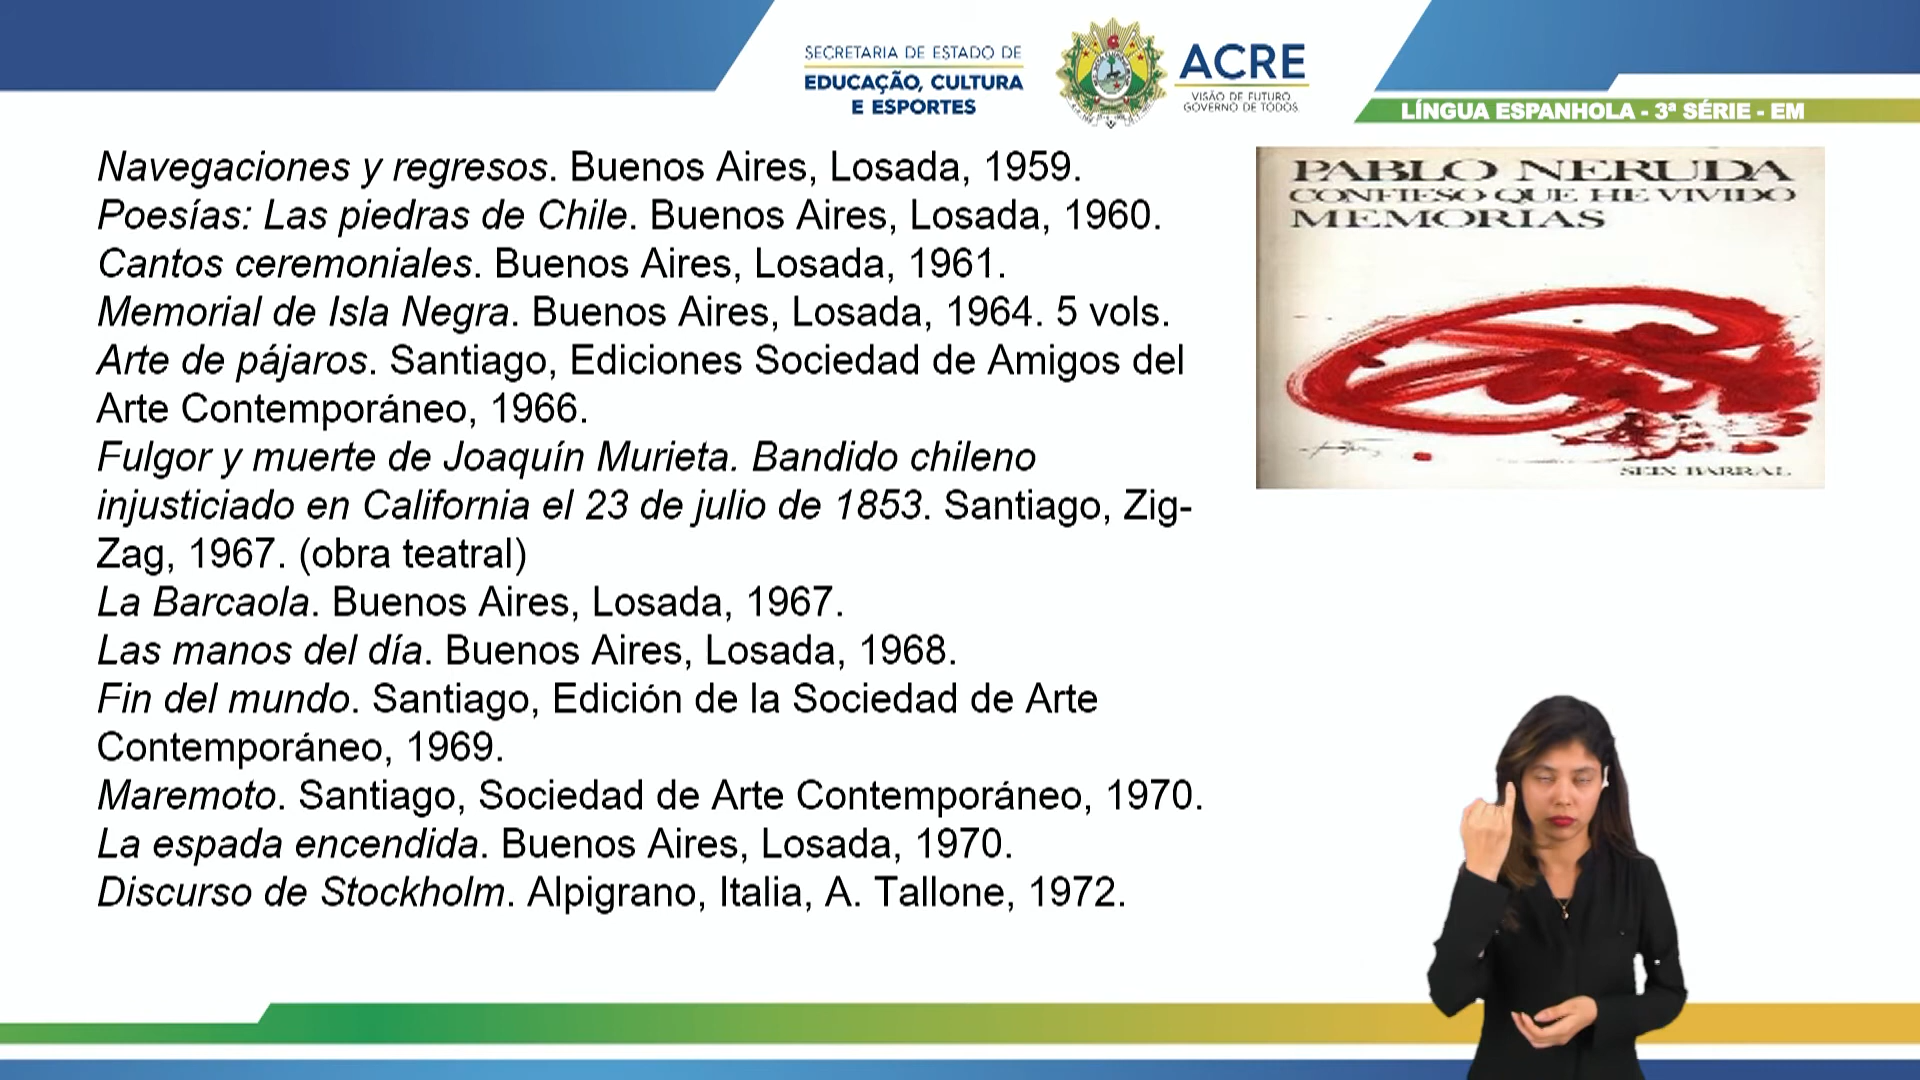 SECRETARIA DE ESTADO DE
EDUCAÇÃO, CULTURA
E ESPORTES
ACRE
VISÃO DE FUTURO
GOVERNO DE TODOS
LÍNGUA ESPANHOLA - 3ª SÉRIE - EM
Navegaciones y regresos. Buenos Aires, Losada, 1959.
Poesías: Las piedras de Chile. Buenos Aires, Losada, 1960.
Cantos ceremoniales. Buenos Aires, Losada, 1961.
Memorial de Isla Negra. Buenos Aires, Losada, 1964. 5 vols.
Arte de pájaros. Santiago, Ediciones Sociedad de Amigos del
Arte Contemporáneo, 1966.
Fulgor y muerte de Joaquín Murieta. Bandido chileno
injusticiado en California el 23 de julio de 1853. Santiago, Zig-
Zag, 1967. (obra teatral)
La Barcaola. Buenos Aires, Losada, 1967.
Las manos del día. Buenos Aires, Losada, 1968.
Fin del mundo. Santiago, Edición de la Sociedad de Arte
Contemporáneo, 1969.
Maremoto. Santiago, Sociedad de Arte Contemporáneo, 1970.
La espada encendida. Buenos Aires, Losada, 1970.
Discurso de Stockholm. Alpigrano, Italia, A. Tallone, 1972.
PABLO NERUDA
CONFIESO QUE HE VIVIDO
MEMORIAS
SEIX BARRAL